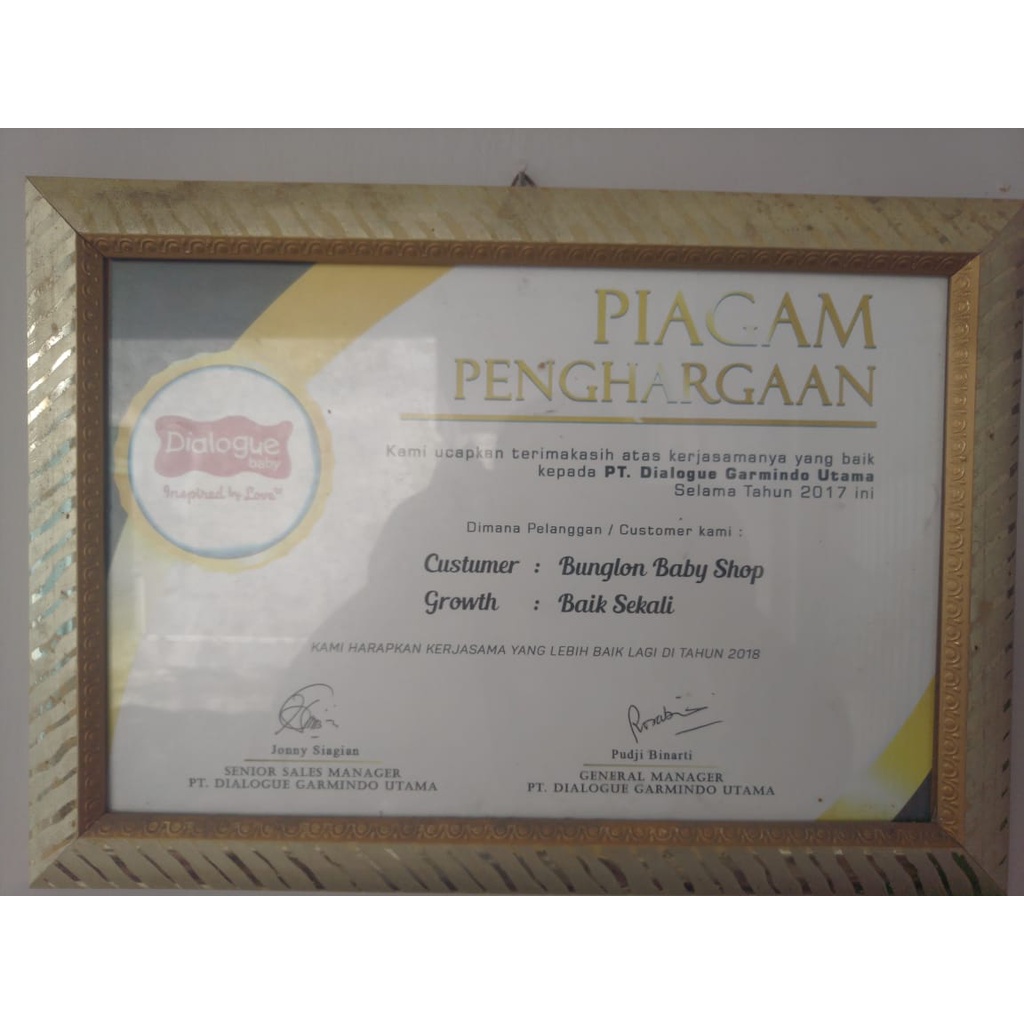 PIAGAM
PENGHARGAAN
Dialogue
baby
Inspired by Love
Kami ucapkan terimakasih atas kerjasamanya yang baik
kepada PT. Dialogue Garmindo Utama
Selama Tahun 2017 ini
Dimana Pelanggan / Customer kami :
Custumer : Bunglon Baby Shop
Growth : Baik Sekali
KAMI HARAPKAN KERJASAMA YANG LEBIH BAIK LAGI DI TAHUN 2018
Jonny Siagian
SENIOR SALES MANAGER
PT. DIALOGUE GARMINDO UTAMA
Pudji Binarti
GENERAL MANAGER
PT. DIALOGUE GARMINDO UTAMA